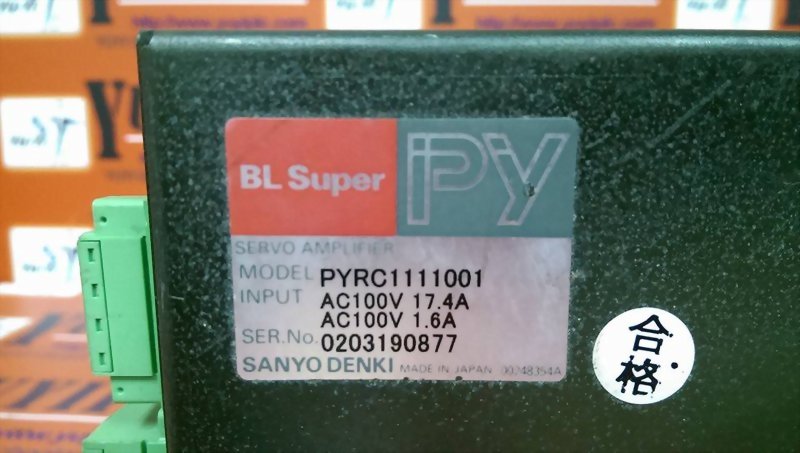 BL Super PY
SERVO AMPLIFIER
MODEL PYRC1111001
INPUT AC100V 17.4A
AC100V 1.6A
SER.No. 0203190877
SANYO DENKI MADE IN JAPAN
合格